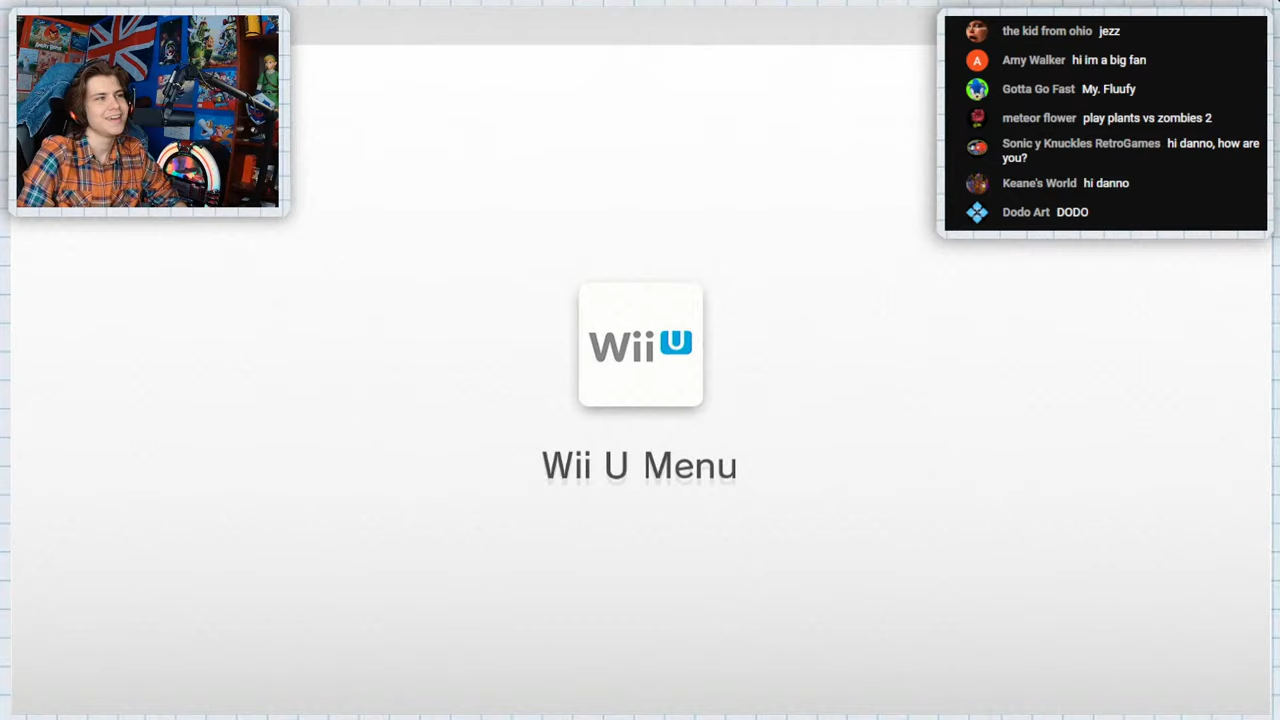 the kid from ohio jezz
Amy Walker hi im a big fan
Gotta Go Fast My. Fluufy
meteor flower play plants vs zombies 2
Sonic y Knuckles RetroGames hi danno, how are
you?
Keane's World hi danno
Dodo Art DODO
A
Wii U
Wii U Menu